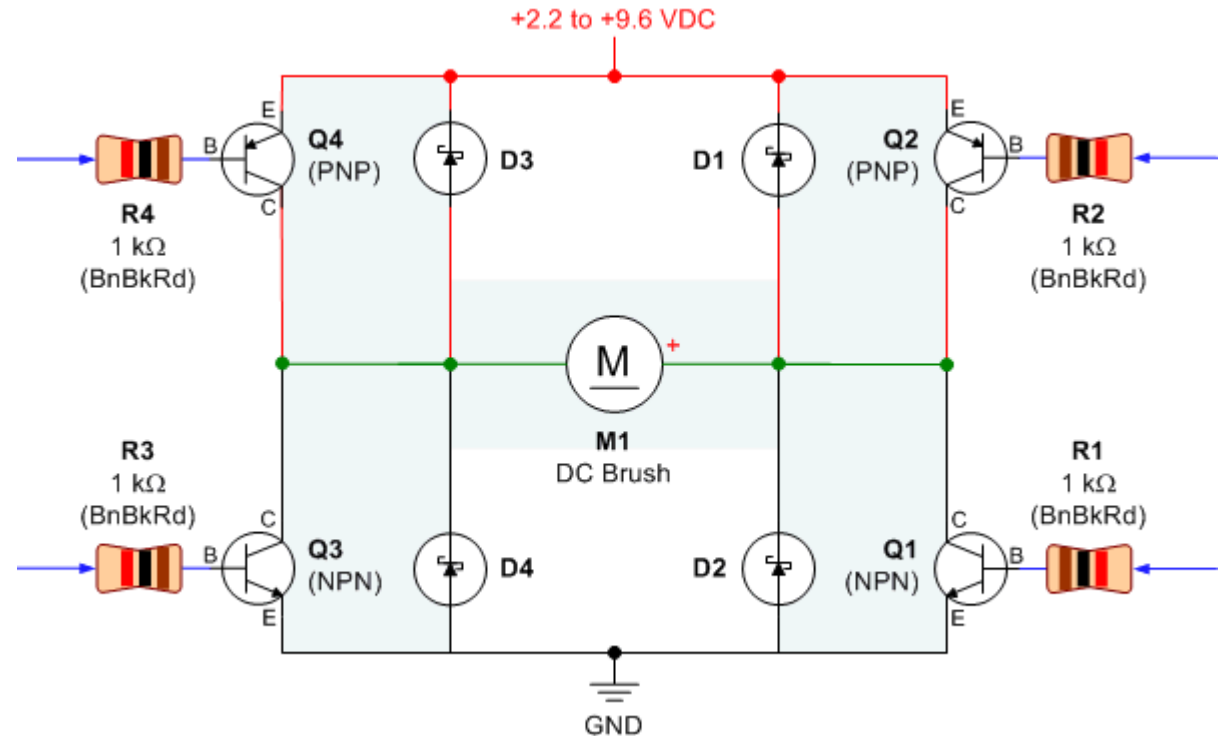 +2.2 to +9.6 VDC
E
B
Q4
(PNP)
C
R4
1 kΩ
(BnBkRd)
D3
D1
Q2
(PNP)
E
B
C
R2
1 kΩ
(BnBkRd)
M
+
M1
DC Brush
R3
1 kΩ
(BnBkRd)
C
B
Q3
(NPN)
E
D4
D2
Q1
(NPN)
C
B
E
R1
1 kΩ
(BnBkRd)
GND